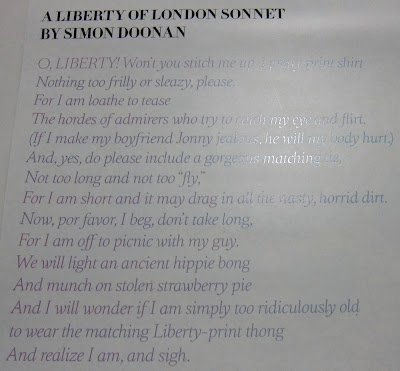 A LIBERTY OF LONDON SONNET
BY SIMON DOONAN
O, LIBERTY! Won't you stitch me up a print shirt
Nothing too frilly or sleazy, please.
For I am loathe to tease
The hordes of admirers who try to catch my eye and flirt.
(If I make my boyfriend Jonny jealous, he will my body hurt.)
And, yes, do please include a gorgeous matching tie,
Not too long and not too "fly,"
For I am short and it may drag in all the nasty, horrid dirt.
Now, por favor, I beg, don't take long,
For I am off to picnic with my guy.
We will light an ancient hippie bong
And munch on stolen strawberry pie
And I will wonder if I am simply too ridiculously old
to wear the matching Liberty-print thong
And realize I am, and sigh.